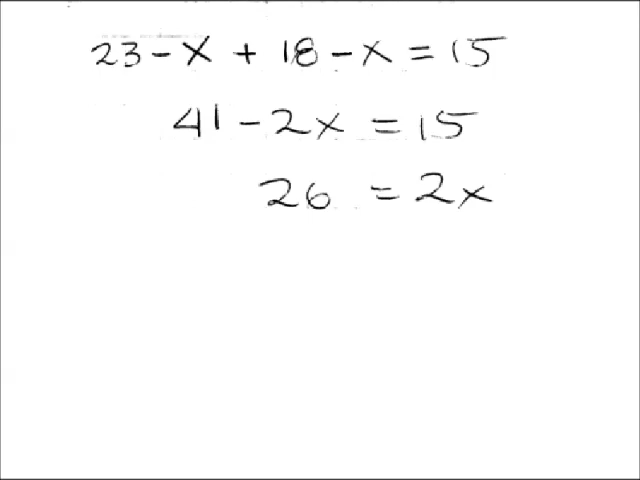 23 - x + 18 - x = 15
41 - 2x = 15
26 = 2x